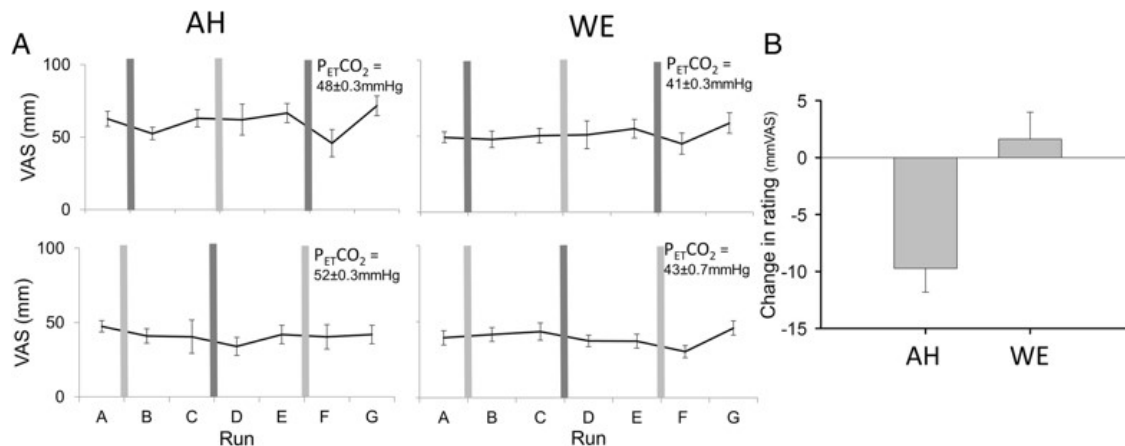 A
AH
WE
B
100
50
0
VAS (mm)
PETCO2 =
48±0.3mmHg
PETCO2 =
41±0.3mmHg
100
50
0
VAS (mm)
PETCO2 =
52±0.3mmHg
PETCO2 =
43±0.7mmHg
A B C D E F G
Run
A B C D E F G
Run
Change in rating (mmVAS)
5
0
-5
-10
-15
AH WE